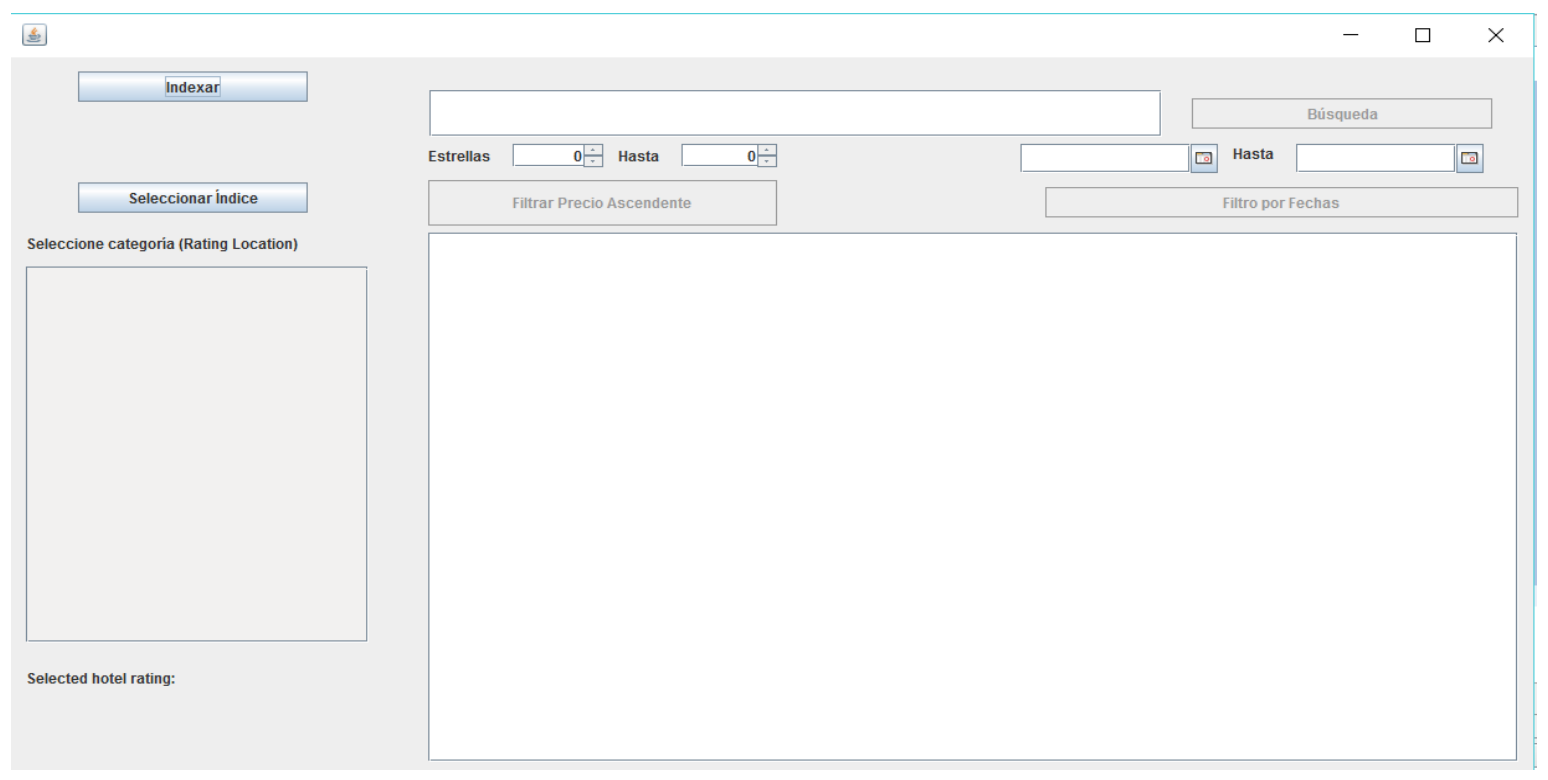 Indexar
Búsqueda
Estrellas 0 Hasta 0 Hasta
Seleccionar Índice
Filtrar Precio Ascendente
Filtro por Fechas
Seleccione categoría (Rating Location)
Selected hotel rating: